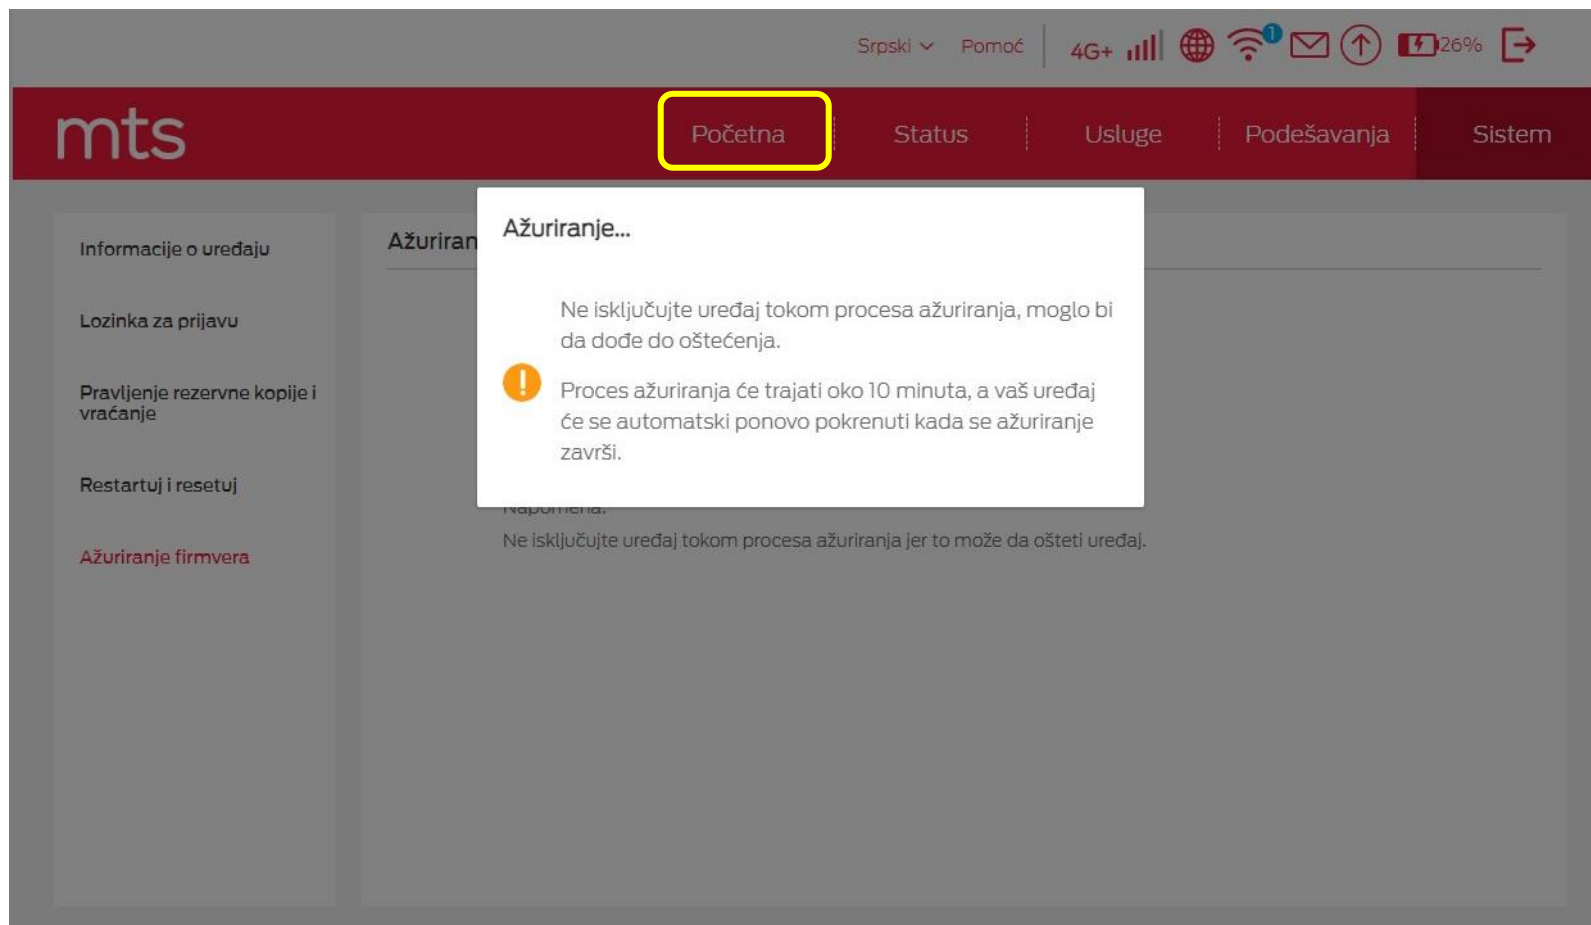 Srpski Pomoć 4G+ 1 26%
mts Početna Status Usluge Podešavanja Sistem
Informacije o uređaju
Lozinka za prijavu
Pravljenje rezervne kopije i
vraćanje
Restartuj i resetuj
Ažuriranje firmvera
Ažuriran
Ažuriranje...
Ne isključujte uređaj tokom procesa ažuriranja, moglo bi
da dođe do oštećenja.
Proces ažuriranja će trajati oko 10 minuta, a vaš uređaj
će se automatski ponovo pokrenuti kada se ažuriranje
završi.
Napomena:
Ne isključujte uređaj tokom procesa ažuriranja jer to može da ošteti uređaj.